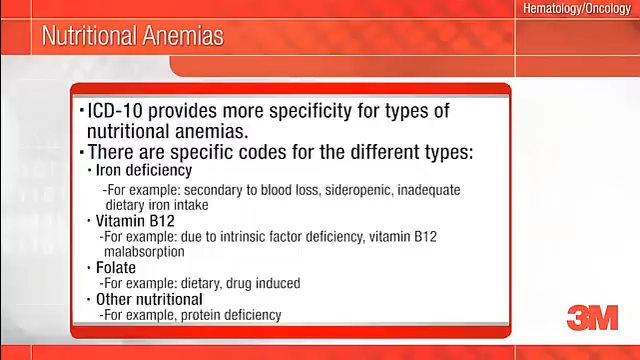 Hematology/Oncology
Nutritional Anemias
• ICD-10 provides more specificity for types of
nutritional anemias.
• There are specific codes for the different types:
• Iron deficiency
-For example: secondary to blood loss, sideropenic, inadequate
dietary iron intake
• Vitamin B12
-For example: due to intrinsic factor deficiency, vitamin B12
malabsorption
• Folate
-For example: dietary, drug induced
• Other nutritional
-For example, protein deficiency
3M